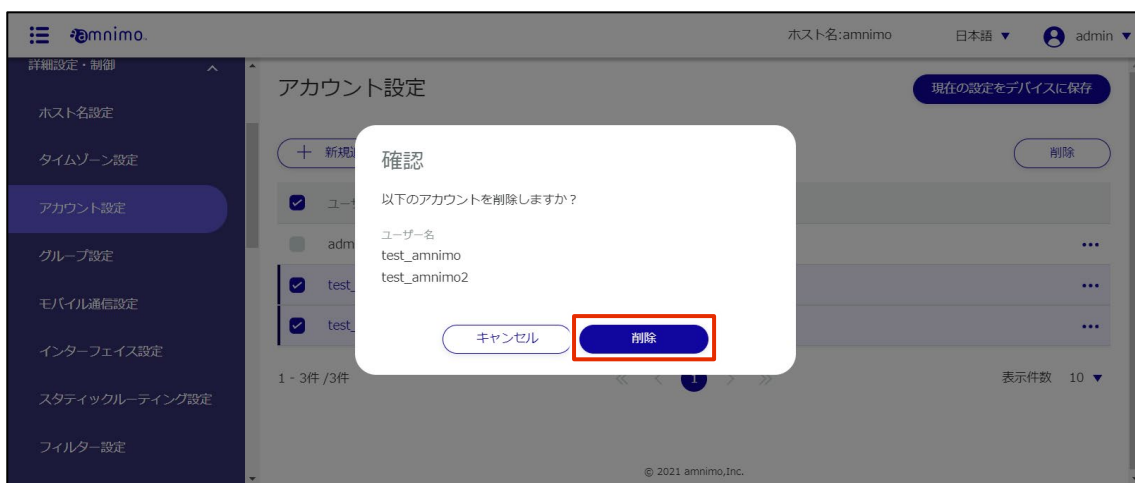 amnimo
ホスト名:amnimo
日本語 ▼
admin ▼
詳細設定・制御
ホスト名設定
タイムゾーン設定
アカウント設定
グループ設定
モバイル通信設定
インターフェイス設定
スタティックルーティング設定
フィルター設定
アカウント設定
現在の設定をデバイスに保存
+ 新規
削除
ユー
adm
test_
test_
確認
以下のアカウントを削除しますか？
ユーザー名
test_amnimo
test_amnimo2
キャンセル
削除
1 - 3件 /3件
« < 1 > »
表示件数 10 ▼
© 2021 amnimo,Inc.